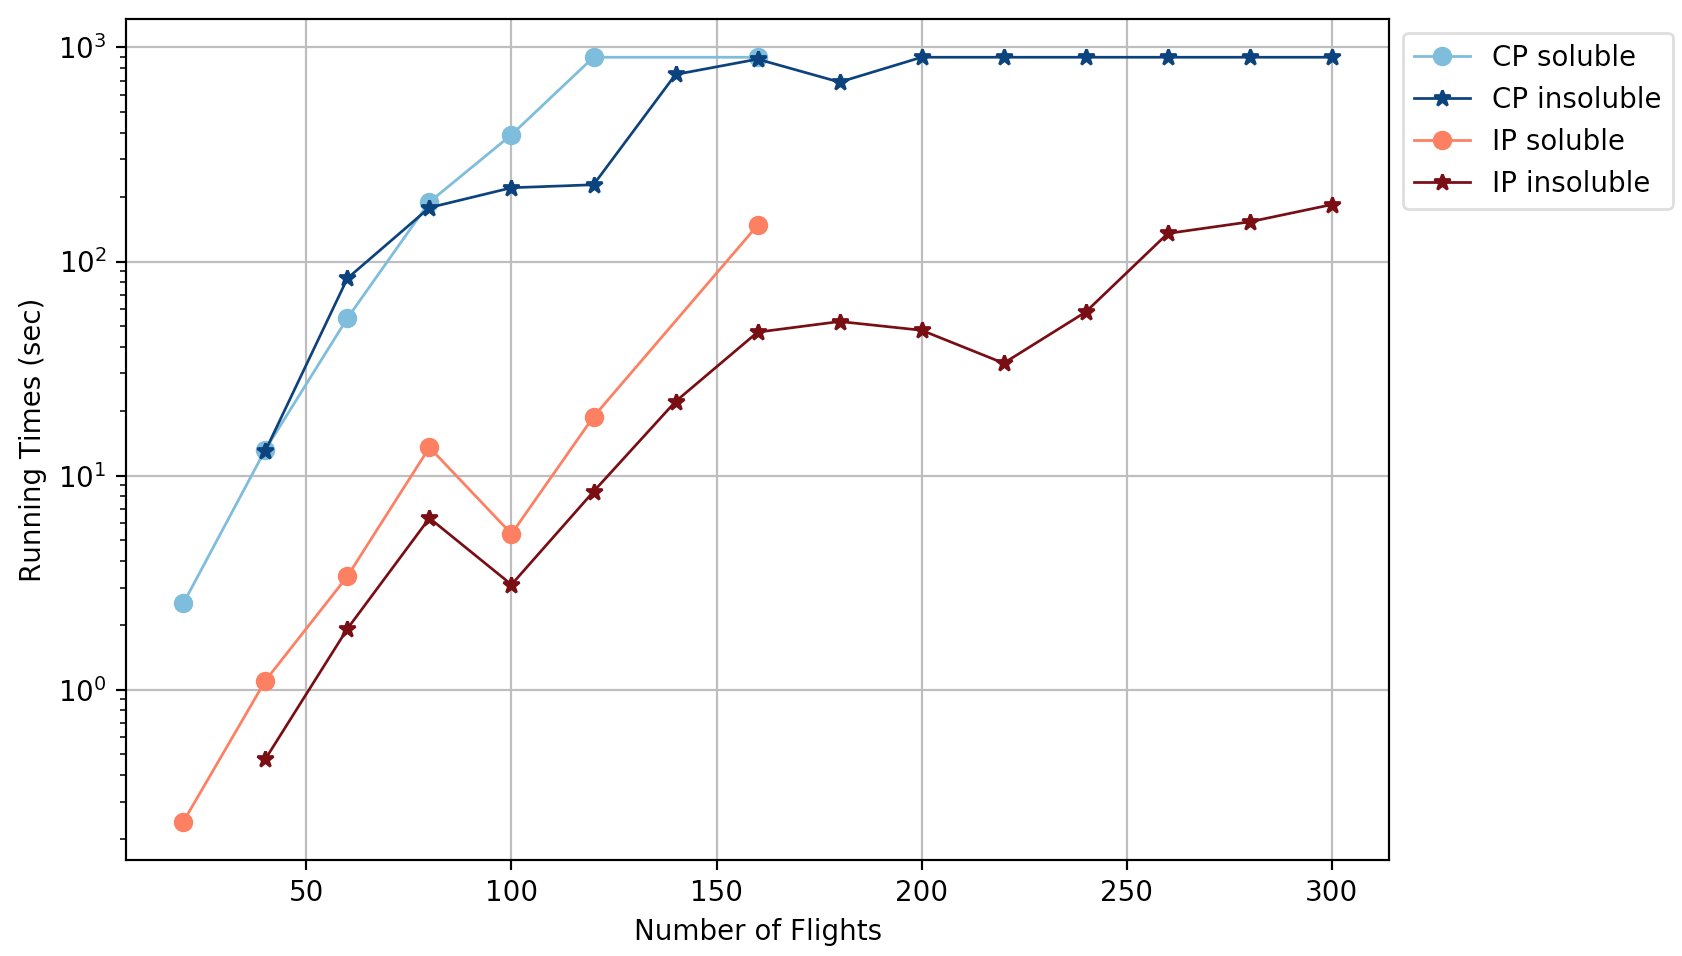 10³
10²
10¹
10⁰
Running Times (sec)
50 100 150 200 250 300
Number of Flights
CP soluble
CP insoluble
IP soluble
IP insoluble